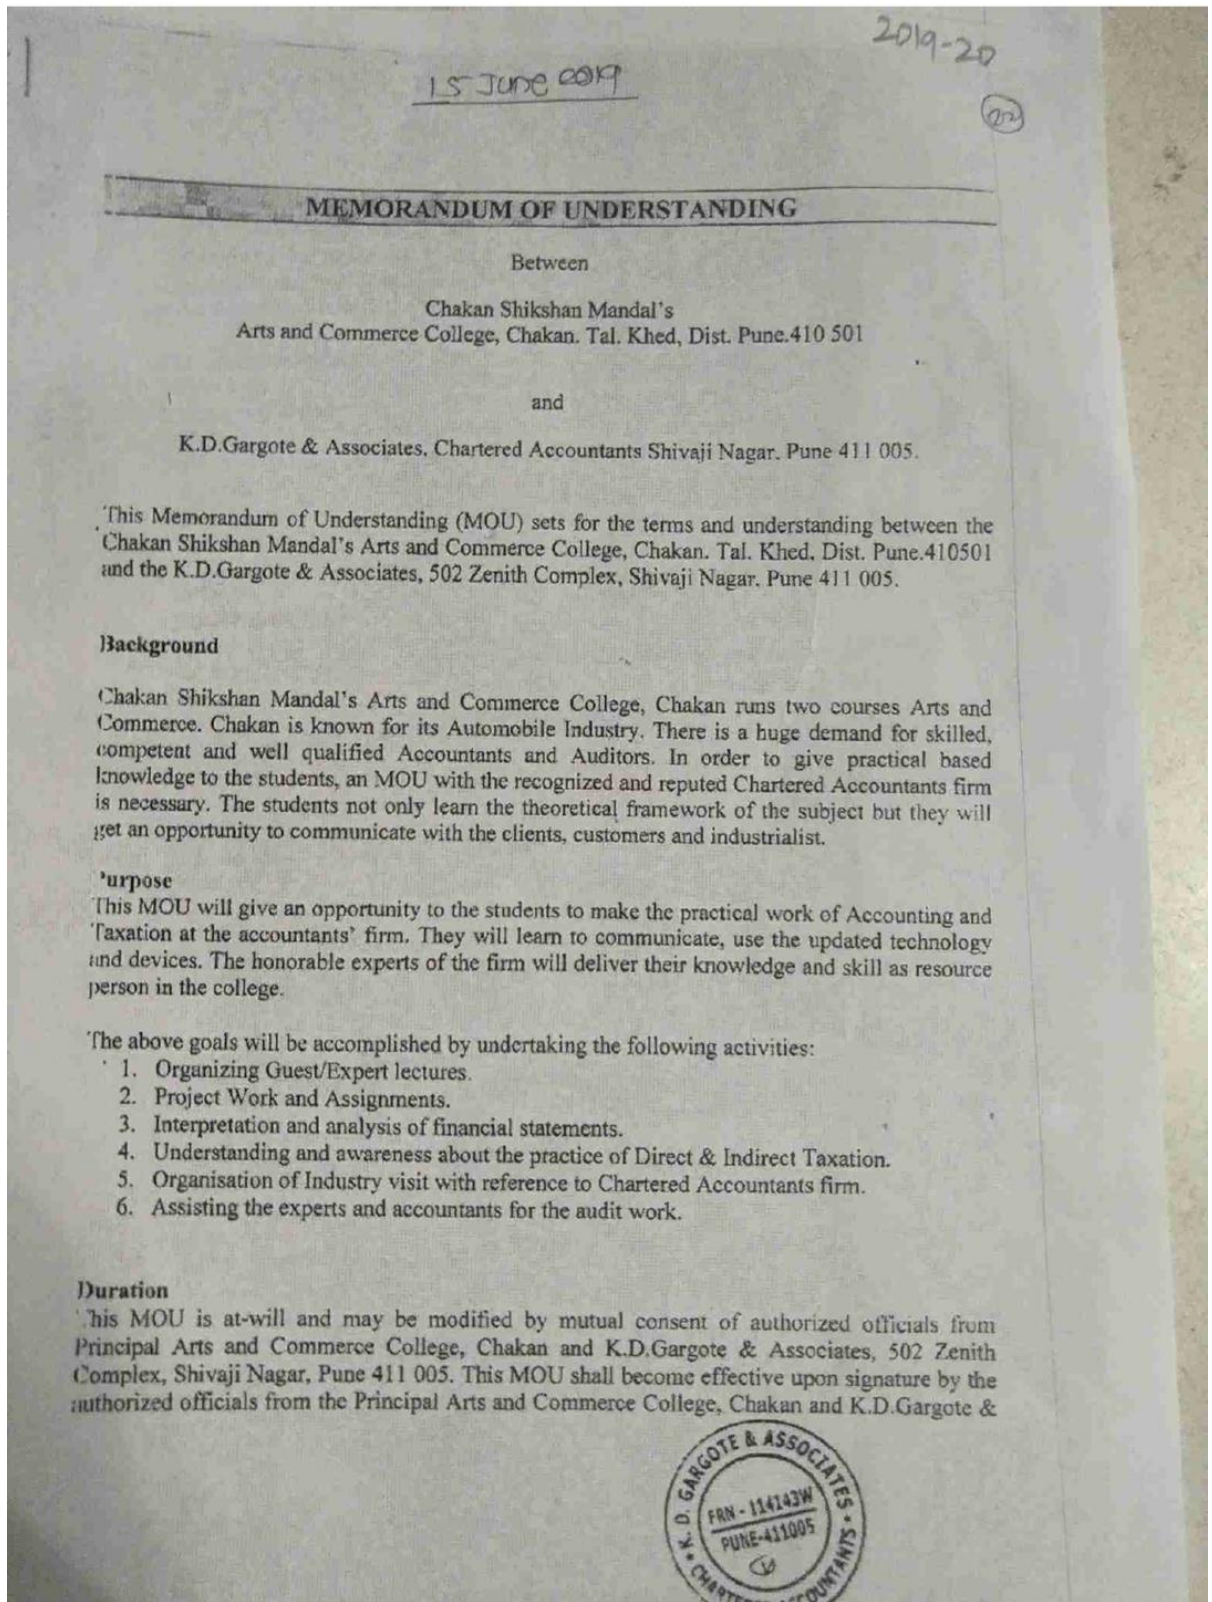 2019-20
15 June 2019
22
MEMORANDUM OF UNDERSTANDING
Between
Chakan Shikshan Mandal's
Arts and Commerce College, Chakan. Tal. Khed, Dist. Pune.410 501
and
K.D.Gargote & Associates, Chartered Accountants Shivaji Nagar. Pune 411 005.
This Memorandum of Understanding (MOU) sets for the terms and understanding between the
Chakan Shikshan Mandal's Arts and Commerce College, Chakan. Tal. Khed, Dist. Pune.410501
and the K.D.Gargote & Associates, 502 Zenith Complex, Shivaji Nagar. Pune 411 005.
Background
Chakan Shikshan Mandal's Arts and Commerce College, Chakan runs two courses Arts and
Commerce. Chakan is known for its Automobile Industry. There is a huge demand for skilled,
competent and well qualified Accountants and Auditors. In order to give practical based
knowledge to the students, an MOU with the recognized and reputed Chartered Accountants firm
is necessary. The students not only learn the theoretical framework of the subject but they will
get an opportunity to communicate with the clients, customers and industrialist.
Purpose
This MOU will give an opportunity to the students to make the practical work of Accounting and
Taxation at the accountants' firm. They will learn to communicate, use the updated technology
and devices. The honorable experts of the firm will deliver their knowledge and skill as resource
person in the college.
The above goals will be accomplished by undertaking the following activities:
1. Organizing Guest/Expert lectures.
2. Project Work and Assignments.
3. Interpretation and analysis of financial statements.
4. Understanding and awareness about the practice of Direct & Indirect Taxation.
5. Organisation of Industry visit with reference to Chartered Accountants firm.
6. Assisting the experts and accountants for the audit work.
Duration
This MOU is at-will and may be modified by mutual consent of authorized officials from
Principal Arts and Commerce College, Chakan and K.D.Gargote & Associates, 502 Zenith
Complex, Shivaji Nagar, Pune 411 005. This MOU shall become effective upon signature by the
authorized officials from the Principal Arts and Commerce College, Chakan and K.D.Gargote &
K. D. GARGOTE & ASSOCIATES
FRN - 114143W
PUNE-411005
CHARTERED ACCOUNTANTS